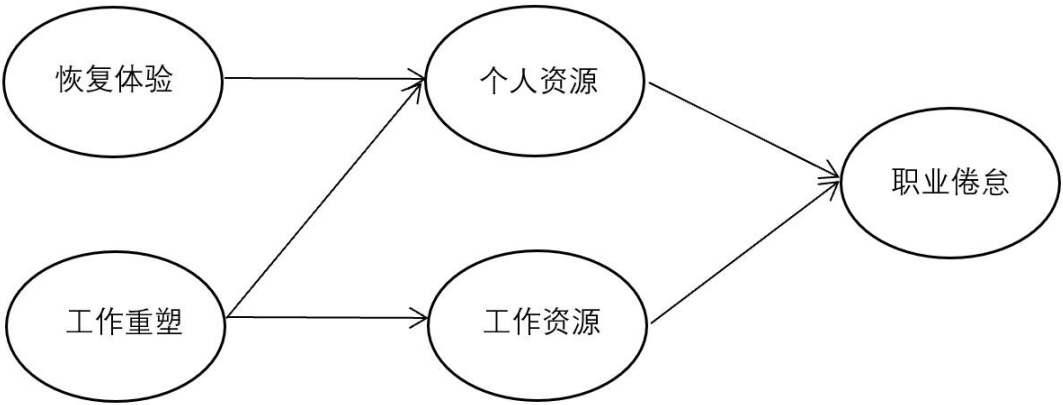 恢复体验
个人资源
职业倦怠
工作重塑
工作资源